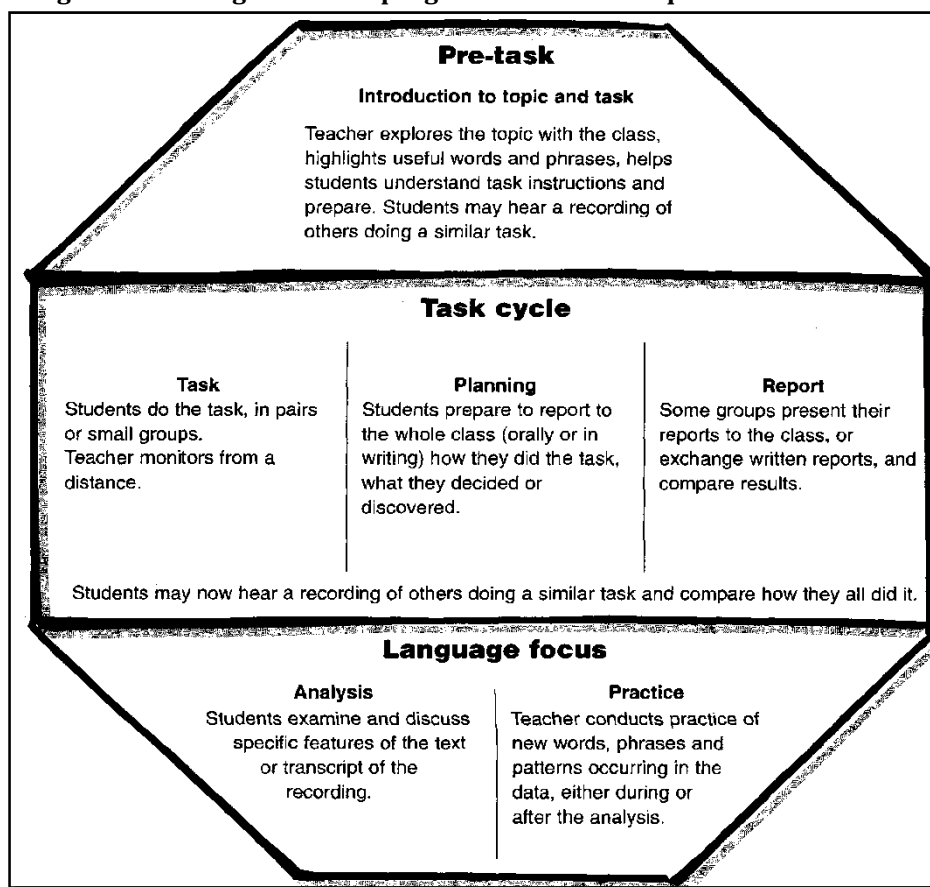 Pre-task
Introduction to topic and task
Teacher explores the topic with the class,
highlights useful words and phrases, helps
students understand task instructions and
prepare. Students may hear a recording of
others doing a similar task.
Task cycle
Task
Students do the task, in pairs
or small groups.
Teacher monitors from a
distance.
Planning
Students prepare to report to
the whole class (orally or in
writing) how they did the task,
what they decided or
discovered.
Report
Some groups present their
reports to the class, or
exchange written reports, and
compare results.
Students may now hear a recording of others doing a similar task and compare how they all did it.
Language focus
Analysis
Students examine and discuss
specific features of the text
or transcript of the
recording.
Practice
Teacher conducts practice of
new words, phrases and
patterns occurring in the
data, either during or
after the analysis.